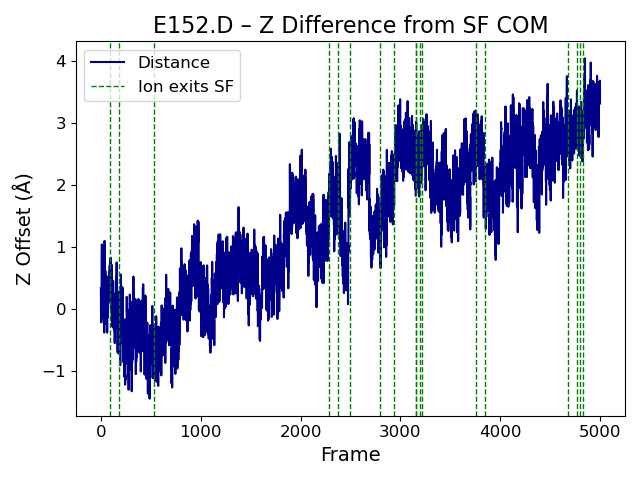 E152.D – Z Difference from SF COM
Distance
Ion exits SF
4
3
2
1
0
−1
Z Offset (Å)
0 1000 2000 3000 4000 5000
Frame